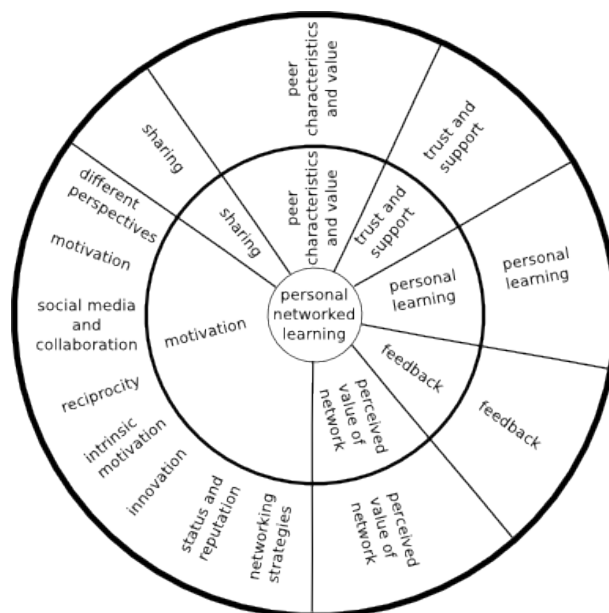 peer
characteristics
and value
trust and
support
personal
learning
feedback
perceived
value of
network
networking
strategies
status and
reputation
innovation
intrinsic
motivation
reciprocity
social media
and
collaboration
motivation
different
perspectives
sharing
peer
characteristics
and value
trust and
support
personal
learning
feedback
perceived
value of
network
motivation
sharing
personal
networked
learning